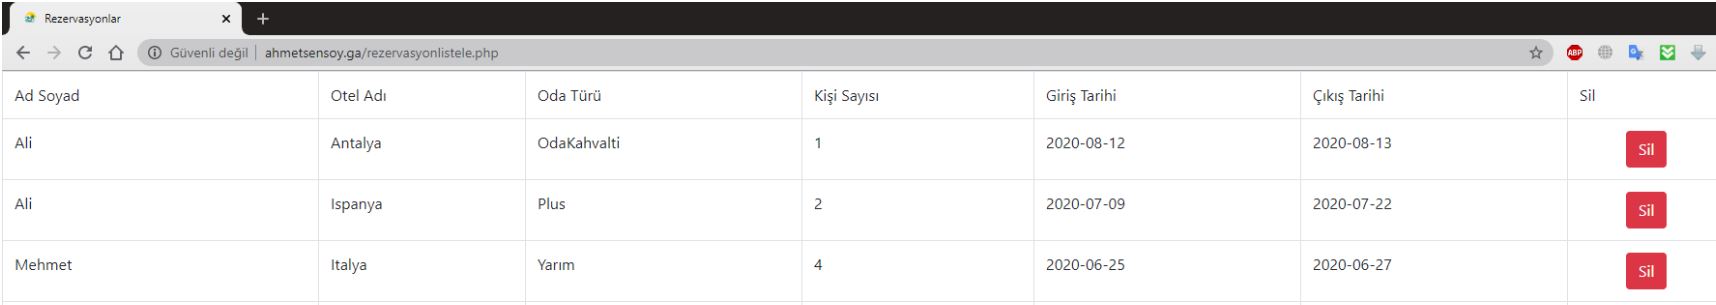 Rezervasyonlar
Güvenli değil ahmetsensoy.ga/rezervasyonlistele.php ABP
Ad Soyad Otel Adı Oda Türü Kişi Sayısı Giriş Tarihi Çıkış Tarihi Sil
Ali Antalya OdaKahvalti 1 2020-08-12 2020-08-13 Sil
Ali Ispanya Plus 2 2020-07-09 2020-07-22 Sil
Mehmet Italya Yarım 4 2020-06-25 2020-06-27 Sil